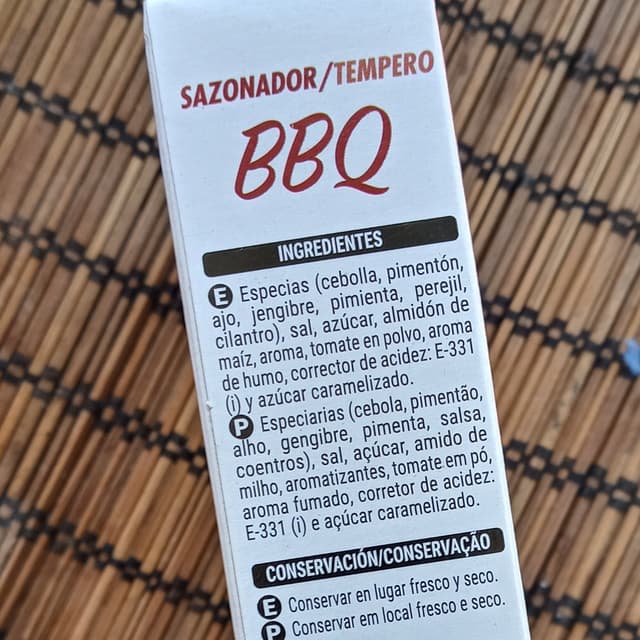 SAZONADOR/TEMPERO
BBQ
INGREDIENTES
E Especias (cebolla, pimentón,
ajo, jengibre, pimienta, perejil,
cilantro), sal, azúcar, almidón de
maíz, aroma, tomate en polvo, aroma
de humo, corrector de acidez: E-331
(i) y azúcar caramelizado.
P Especiarias (cebola, pimentão,
alho, gengibre, pimenta, salsa,
coentros), sal, açúcar, amido de
milho, aromatizantes, tomate em pó,
aroma fumado, corretor de acidez:
E-331 (i) e açúcar caramelizado.
CONSERVACIÓN/CONSERVAÇÃO
E Conservar en lugar fresco y seco.
P Conservar em local fresco e seco.